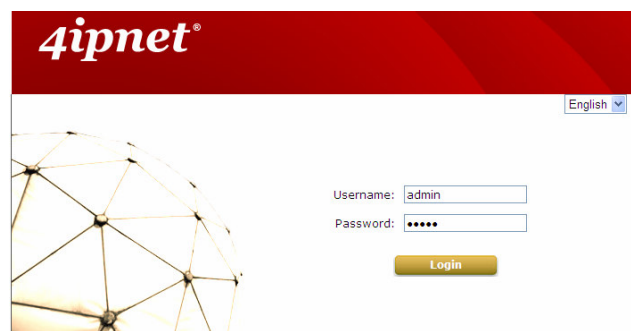 4ipnet®
English
Username: admin
Password: •••••
Login